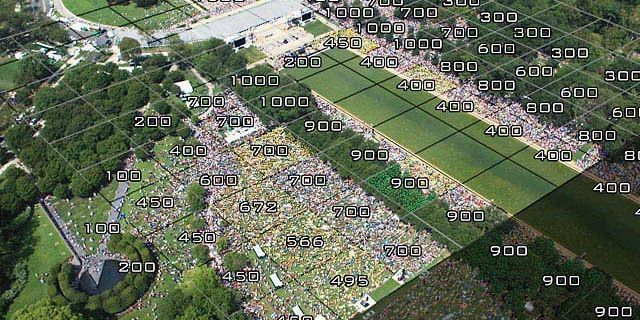 700 300
1000 1000 700 300
1000 700 300
450 1000 600 300
200 400 800 600 300
1000 400 800 600 600
700 1000 400 800
200 700 900 400 800
400 700 900 400
100 600 700 900 400
450 672 700 900
100 450 566 700 900
200 450 495 900
900